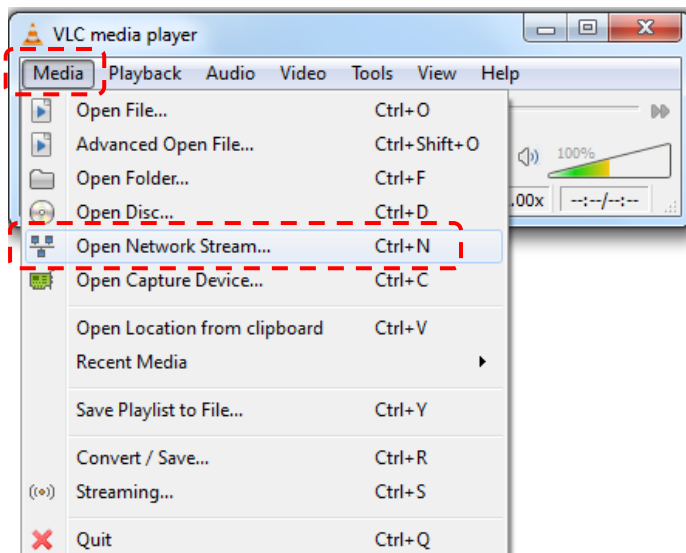 VLC media player
Media Playback Audio Video Tools View Help
Open File... Ctrl+O
Advanced Open File... Ctrl+Shift+O
100%
Open Folder... Ctrl+F
Open Disc... Ctrl+D
.00x --:--/--:--
Open Network Stream... Ctrl+N
Open Capture Device... Ctrl+C
Open Location from clipboard Ctrl+V
Recent Media
Save Playlist to File... Ctrl+Y
Convert / Save... Ctrl+R
Streaming... Ctrl+S
Quit Ctrl+Q